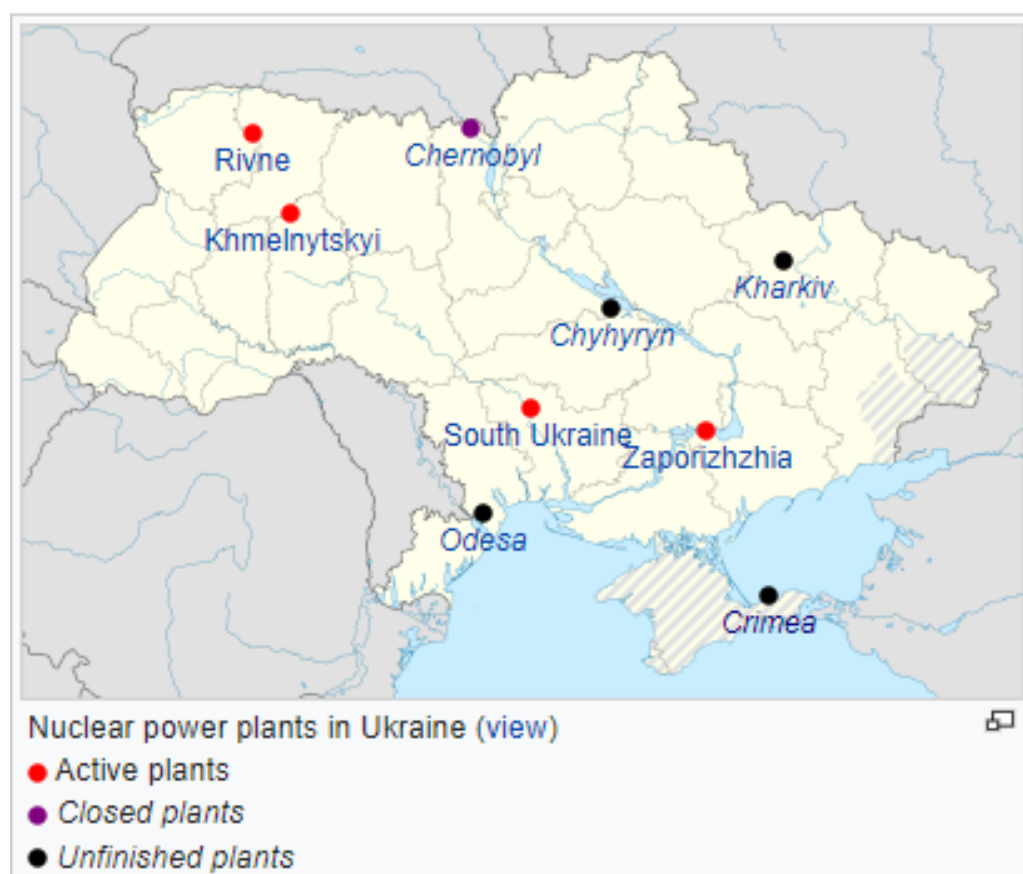 Rivne
Chernobyl
Khmelnytskyi
Kharkiv
Chyhyryn
South Ukraine
Zaporizhzhia
Odesa
Crimea
Nuclear power plants in Ukraine (view)
Active plants
Closed plants
Unfinished plants